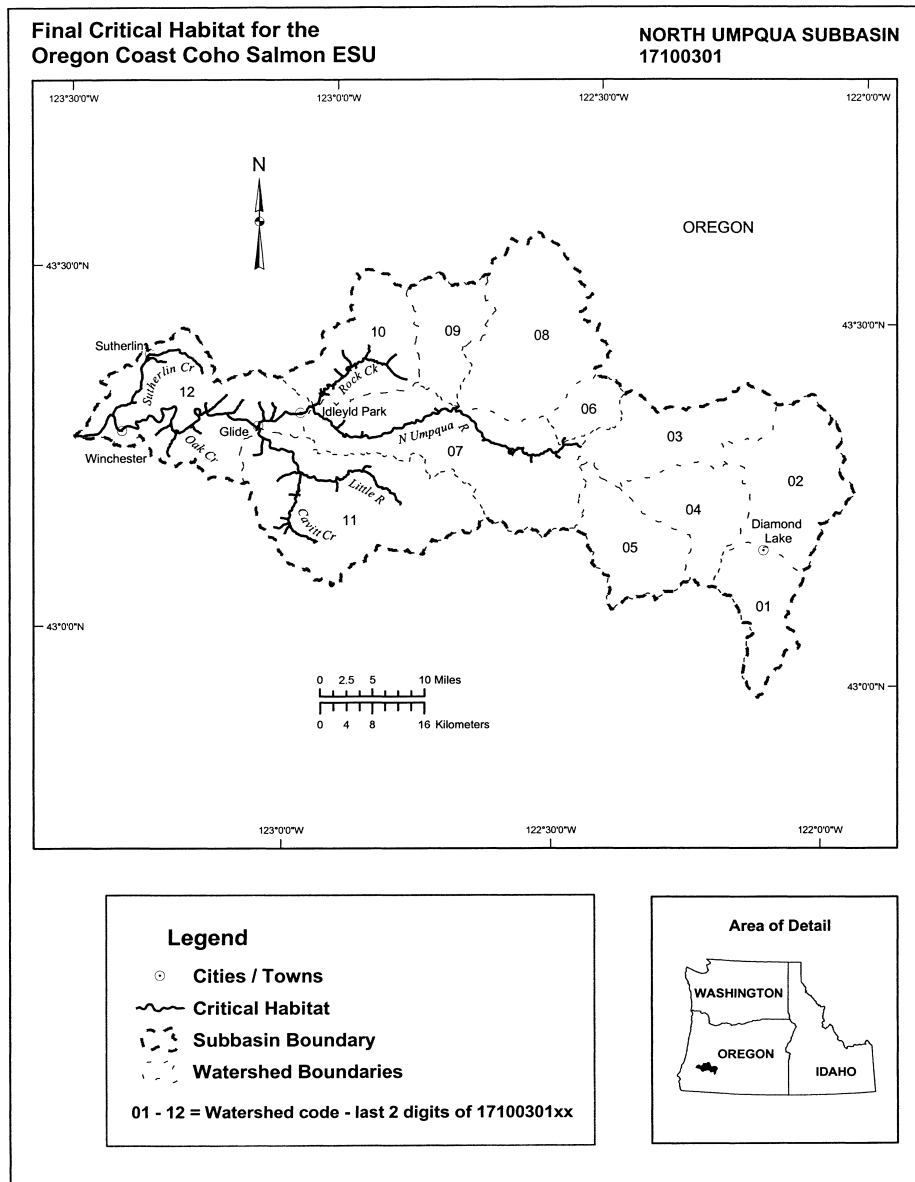 Final Critical Habitat for the
Oregon Coast Coho Salmon ESU
NORTH UMPQUA SUBBASIN
17100301
123°30'0"W
123°0'0"W
122°30'0"W
122°0'0"W
N
OREGON
43°30'0"N
43°30'0"N
10
09
08
Sutherlin
Sutherlin Cr
12
Rock Ck
Idleyld Park
06
03
Glide
N Umpqua R
07
Winchester
Oak Cr
Little R
02
04
Diamond
Lake
11
Cavitt Cr
05
01
43°0'0"N
43°0'0"N
0 2.5 5 10 Miles
0 4 8 16 Kilometers
123°0'0"W
122°30'0"W
122°0'0"W
Legend
Cities / Towns
Critical Habitat
Subbasin Boundary
Watershed Boundaries
01 - 12 = Watershed code - last 2 digits of 17100301xx
Area of Detail
WASHINGTON
OREGON
IDAHO